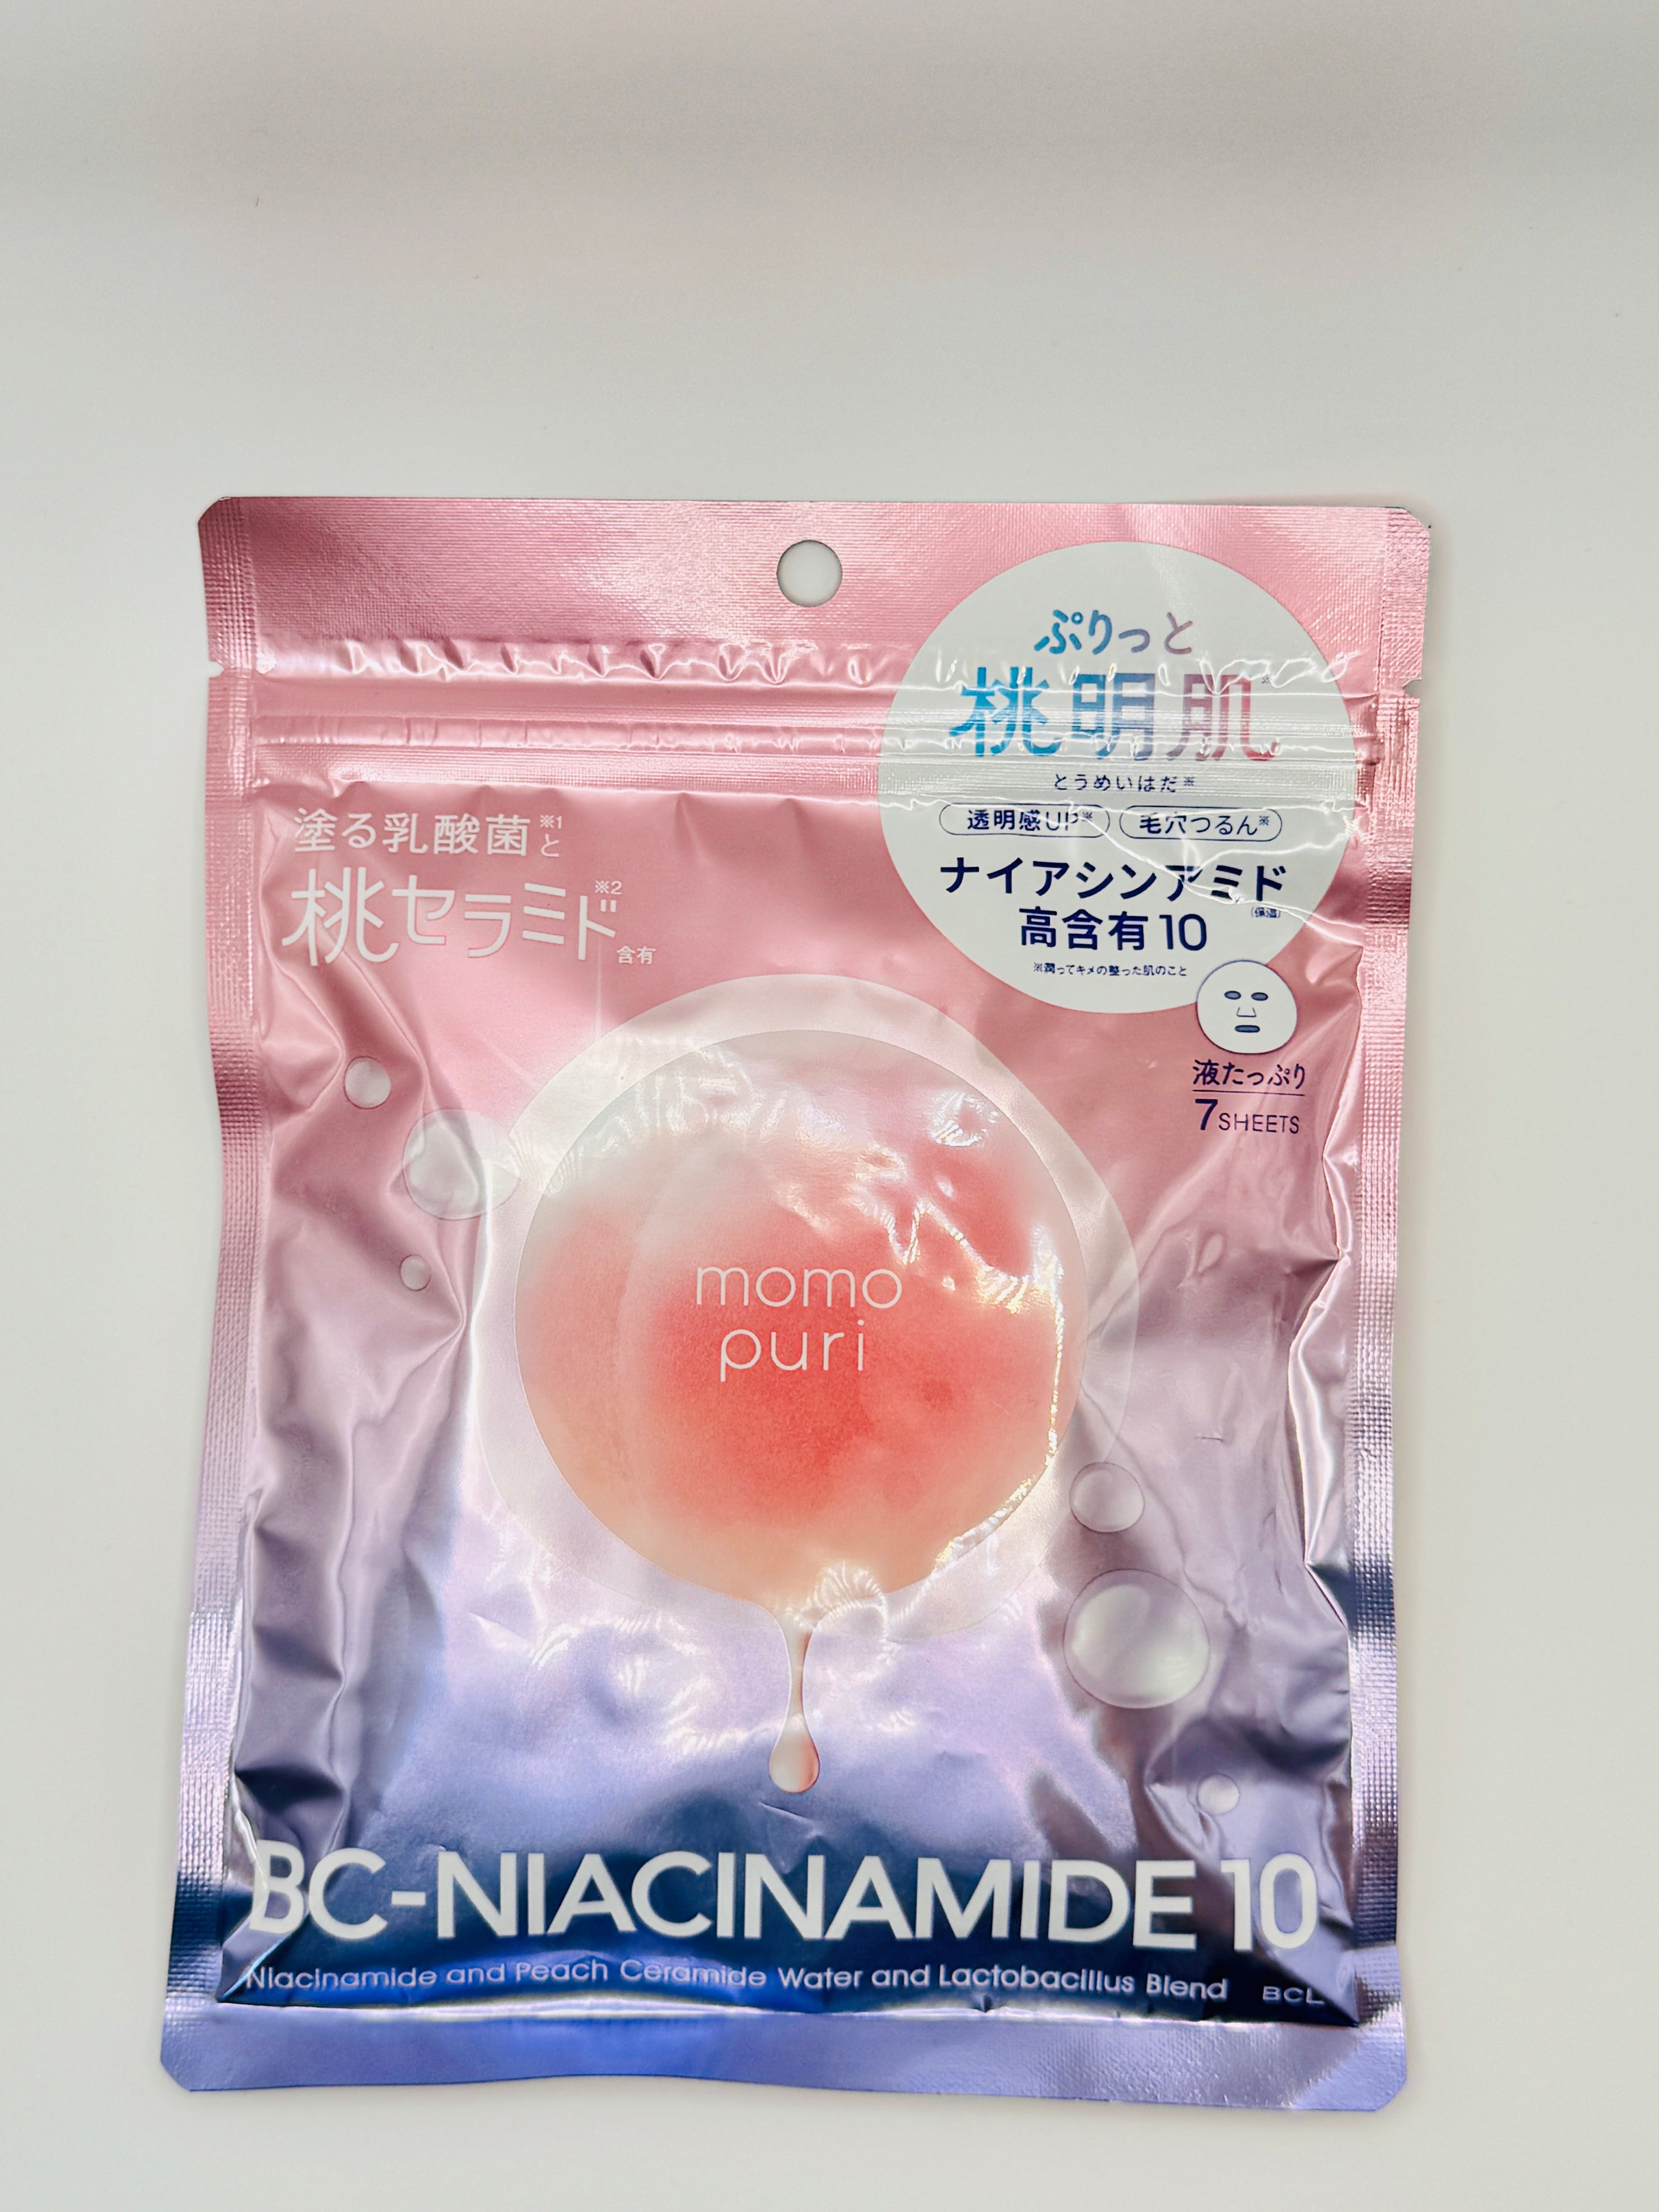 ぷりっと
桃明肌※
とうめいはだ※
透明感UP※ 毛穴つるん※
ナイアシンアミド
(保湿)
高含有10
※潤ってキメの整った肌のこと
塗る乳酸菌※1と
桃セラミド※2含有
液たっぷり
7SHEETS
momo
puri
BC-NIACINAMIDE 10
Niacinamide and Peach Ceramide Water and Lactobacillus Blend BCL